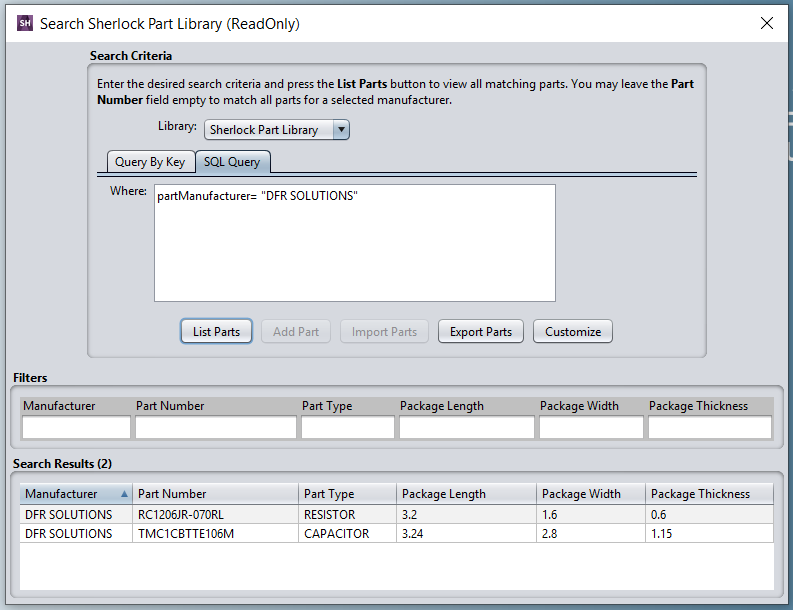 SH Search Sherlock Part Library (ReadOnly)
Search Criteria
Enter the desired search criteria and press the List Parts button to view all matching parts. You may leave the Part
Number field empty to match all parts for a selected manufacturer.
Library: Sherlock Part Library
Query By Key SQL Query
Where: partManufacturer= "DFR SOLUTIONS"
List Parts Add Part Import Parts Export Parts Customize
Filters
Manufacturer Part Number Part Type Package Length Package Width Package Thickness
Search Results (2)
Manufacturer Part Number Part Type Package Length Package Width Package Thickness
DFR SOLUTIONS RC1206JR-070RL RESISTOR 3.2 1.6 0.6
DFR SOLUTIONS TMC1CBTTE106M CAPACITOR 3.24 2.8 1.15